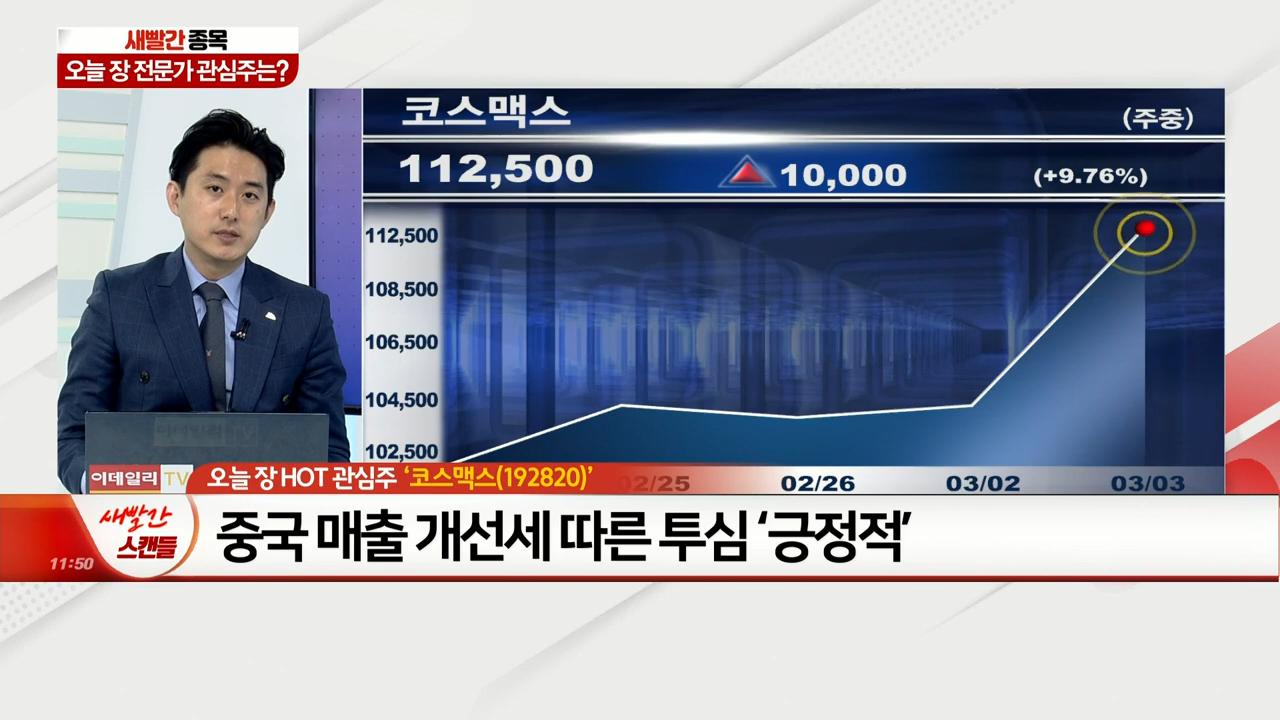 새빨간 종목
오늘 장 전문가 관심주는?
코스맥스
(주중)
112,500
10,000
(+9.76%)
112,500
108,500
106,500
104,500
102,500
02/25
02/26
03/02
03/03
이데일리 TV
오늘 장 HOT 관심주 ‘코스맥스(192820)’
새빨간
스캔들
11:50
중국 매출 개선세 따른 투심 ‘긍정적’